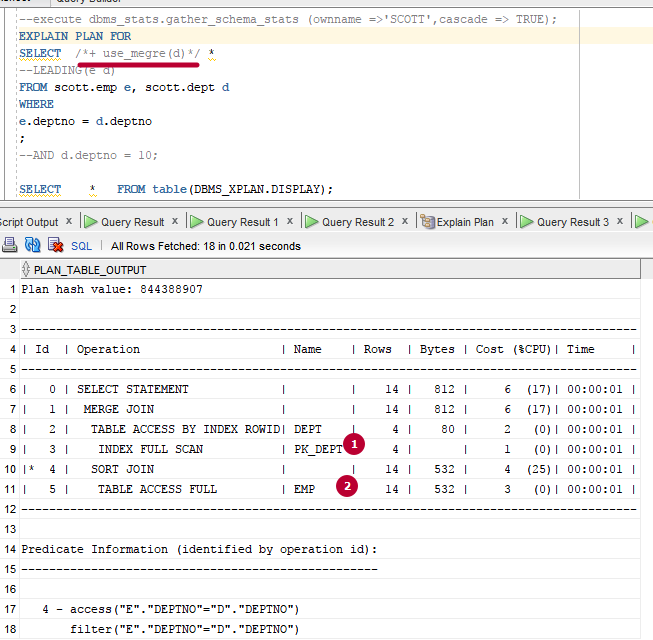 --execute dbms_stats.gather_schema_stats (ownname =>'SCOTT',cascade => TRUE);
EXPLAIN PLAN FOR
SELECT  /*+ use_megre(d)*/ *
--LEADING(e d)
FROM scott.emp e, scott.dept d
WHERE
e.deptno = d.deptno
;
--AND d.deptno = 10;
SELECT    *   FROM table(DBMS_XPLAN.DISPLAY);
cript Output x Query Result x Query Result 1 x Query Result 2 x Explain Plan x Query Result 3 x
SQL | All Rows Fetched: 18 in 0.021 seconds
PLAN_TABLE_OUTPUT
1 Plan hash value: 844388907
2
3 ----------------------------------------------------------------------------------------
4 | Id  | Operation                    | Name    | Rows  | Bytes | Cost (%CPU)| Time     |
5 ----------------------------------------------------------------------------------------
6 |   0 | SELECT STATEMENT             |         |    14 |   812 |     6  (17)| 00:00:01 |
7 |   1 |  MERGE JOIN                  |         |    14 |   812 |     6  (17)| 00:00:01 |
8 |   2 |   TABLE ACCESS BY INDEX ROWID| DEPT    |     4 |    80 |     2   (0)| 00:00:01 |
9 |   3 |    INDEX FULL SCAN           | PK_DEPT 1 |     4 |       |     1   (0)| 00:00:01 |
10 |*  4 |   SORT JOIN                  |         |    14 |   532 |     4  (25)| 00:00:01 |
11 |   5 |    TABLE ACCESS FULL         | EMP 2 |    14 |   532 |     3   (0)| 00:00:01 |
12 ----------------------------------------------------------------------------------------
13
14 Predicate Information (identified by operation id):
15 ---------------------------------------------------
16
17    4 - access("E"."DEPTNO"="D"."DEPTNO")
18        filter("E"."DEPTNO"="D"."DEPTNO")